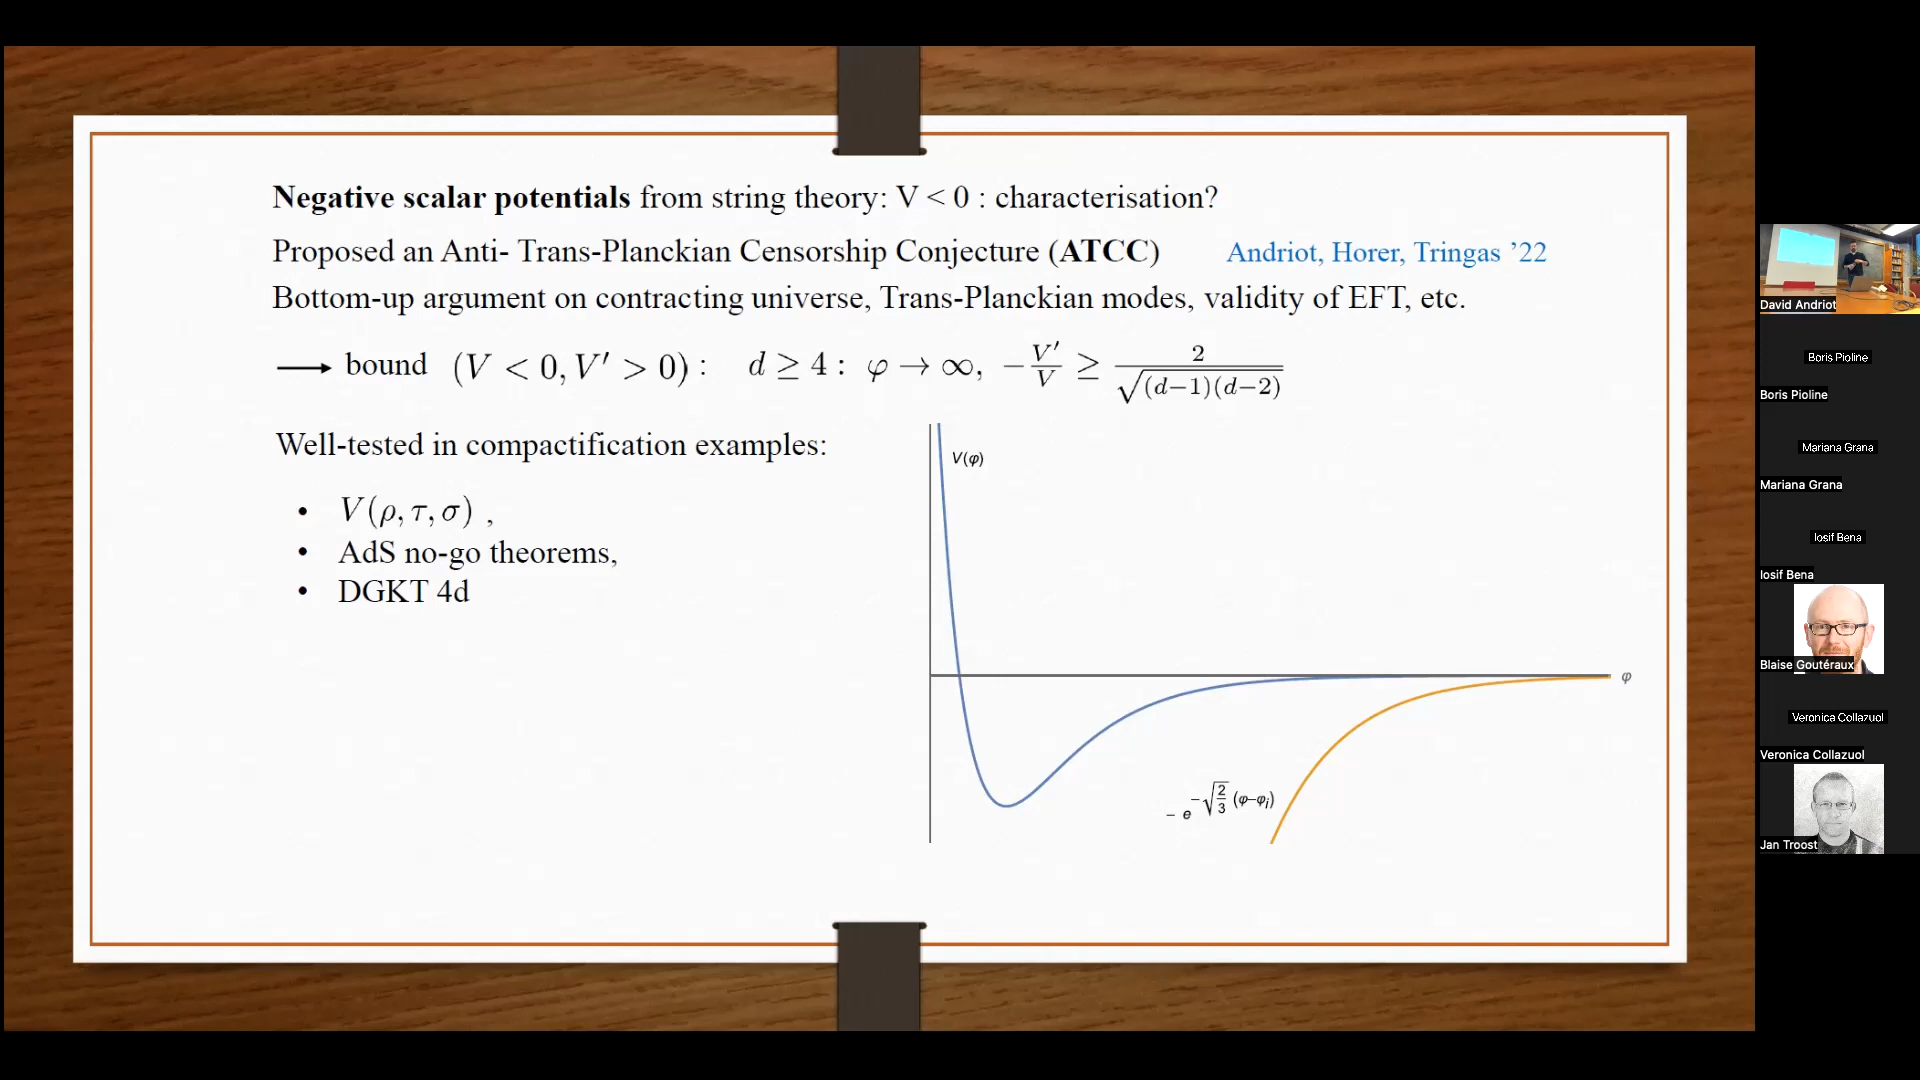 Negative scalar potentials from string theory: V < 0 : characterisation?
Proposed an Anti- Trans-Planckian Censorship Conjecture (ATCC) Andriot, Horer, Tringas ’22
Bottom-up argument on contracting universe, Trans-Planckian modes, validity of EFT, etc.
⟶ bound (V < 0, V′ > 0) : d ≥ 4 : φ → ∞, −V′/V ≥ 2/√((d−1)(d−2))
Well-tested in compactification examples:
• V(ρ, τ, σ) ,
• AdS no-go theorems,
• DGKT 4d
V(φ)
φ
− e^(−√(2/3) (φ−φᵢ))
David Andriot
Boris Pioline
Boris Pioline
Mariana Grana
Mariana Grana
Iosif Bena
Iosif Bena
Blaise Goutéraux
Veronica Collazuol
Veronica Collazuol
Jan Troost